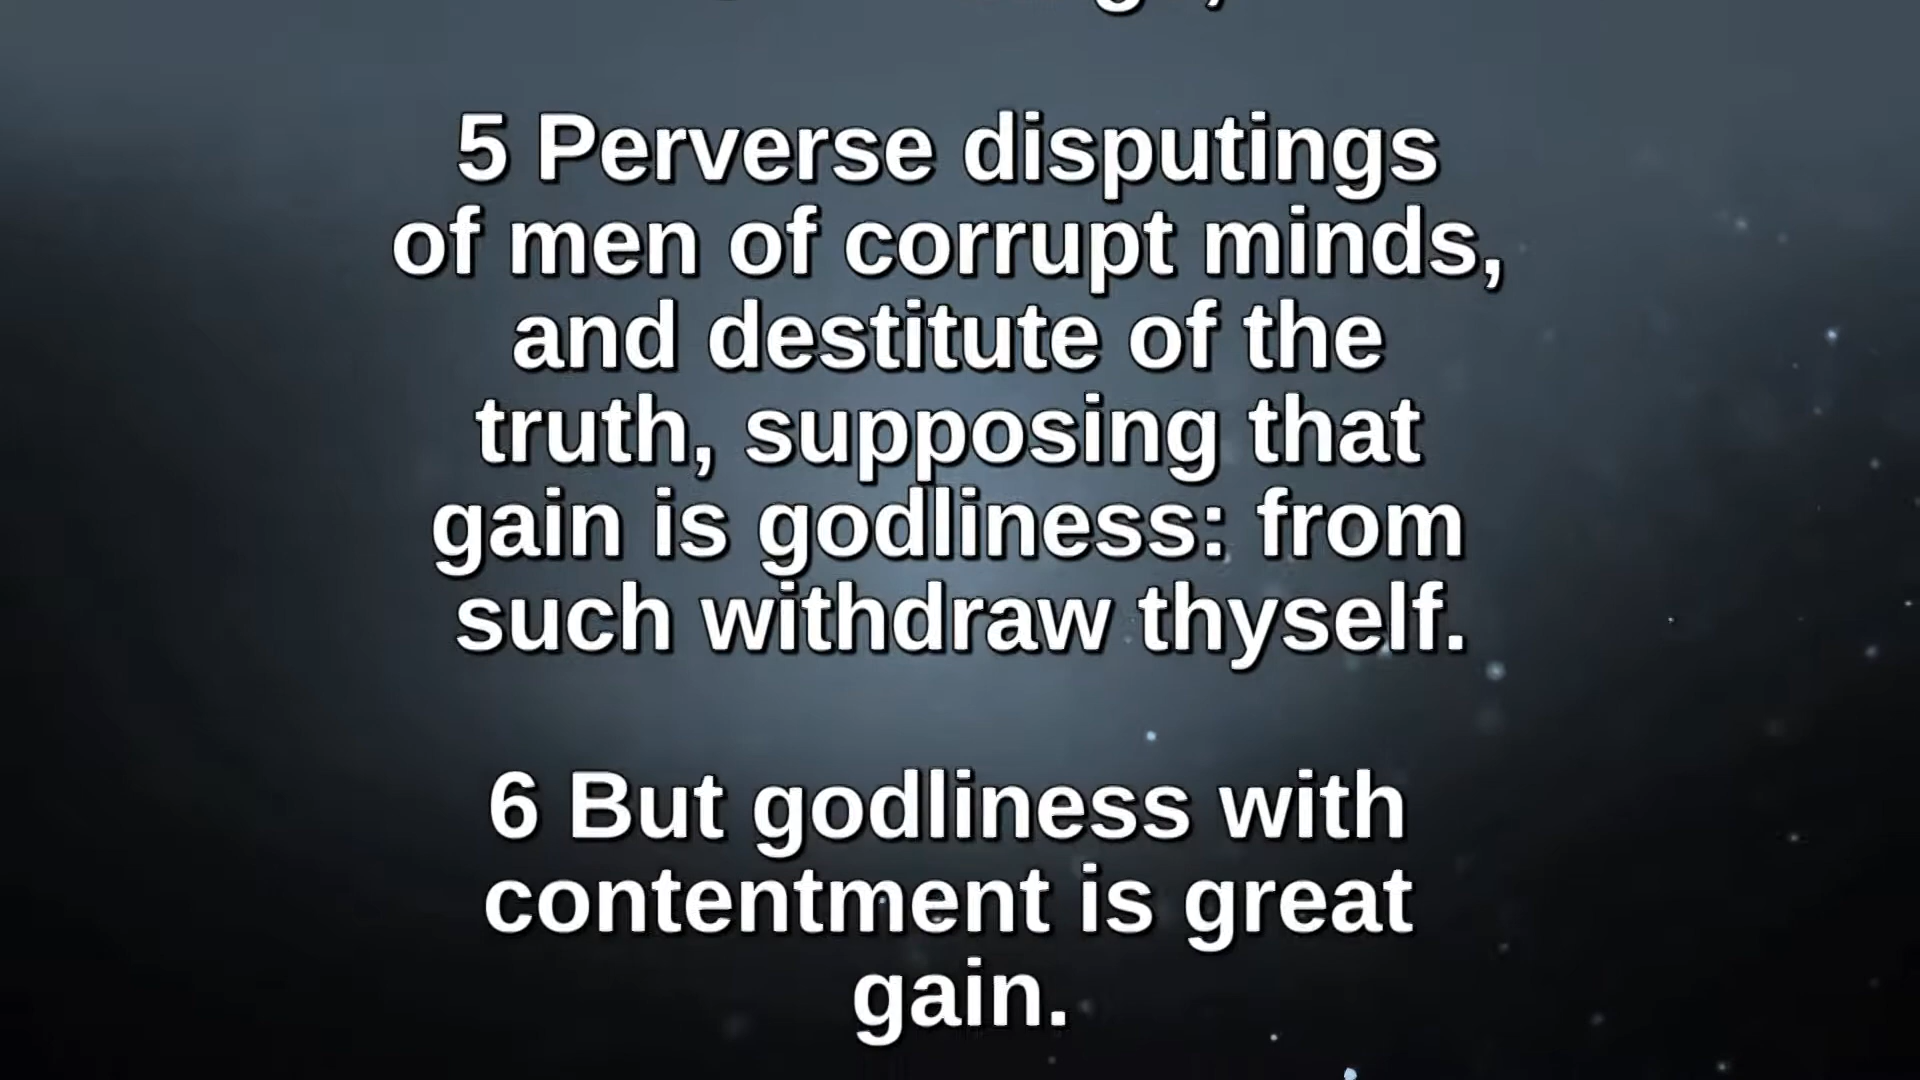 5 Perverse disputings
of men of corrupt minds,
and destitute of the
truth, supposing that
gain is godliness: from
such withdraw thyself.
6 But godliness with
contentment is great
gain.